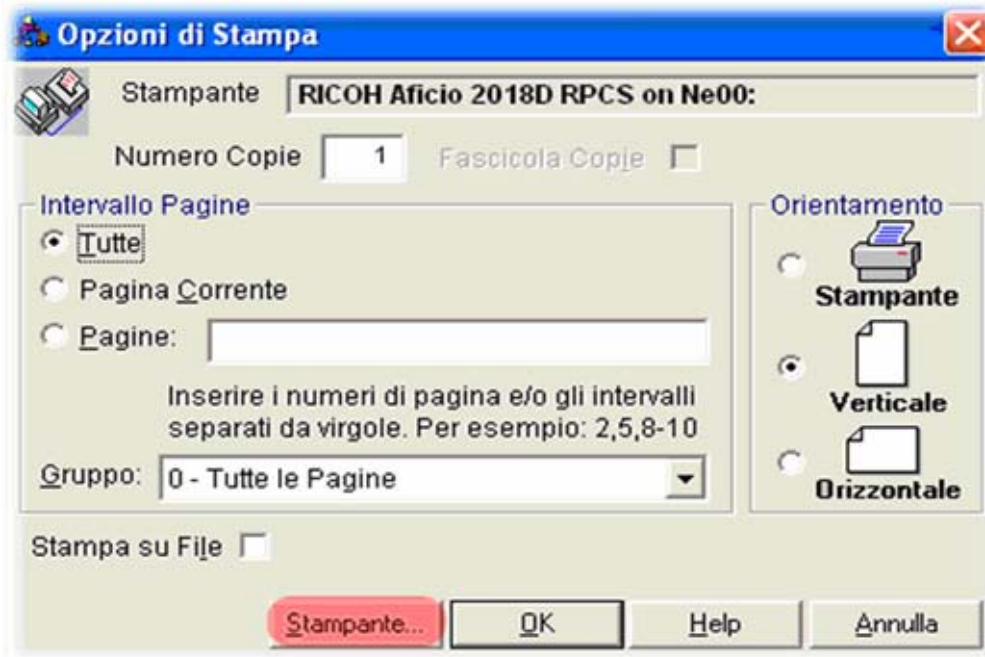 Opzioni di Stampa
Stampante RICOH Aficio 2018D RPCS on Ne00:
Numero Copie 1 Fascicola Copie
Intervallo Pagine
Tutte
Pagina Corrente
Pagine:
Inserire i numeri di pagina e/o gli intervalli
separati da virgole. Per esempio: 2,5,8-10
Gruppo: 0 - Tutte le Pagine
Orientamento
Stampante
Verticale
Orizzontale
Stampa su File
Stampante... OK Help Annulla